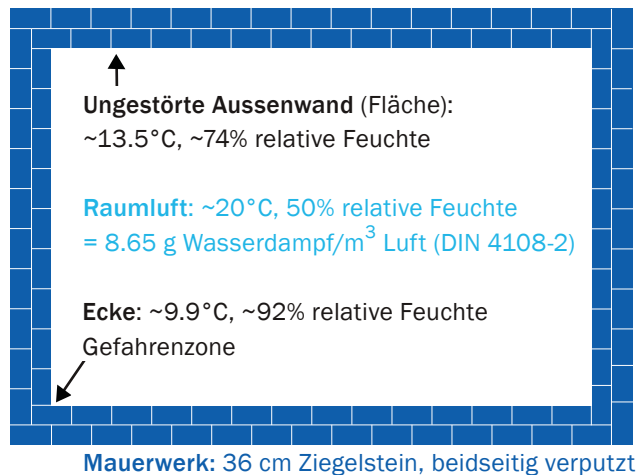 Ungestörte Aussenwand (Fläche):
~13.5°C, ~74% relative Feuchte
Raumluft: ~20°C, 50% relative Feuchte
= 8.65 g Wasserdampf/m³ Luft (DIN 4108-2)
Ecke: ~9.9°C, ~92% relative Feuchte
Gefahrenzone
Mauerwerk: 36 cm Ziegelstein, beidseitig verputzt